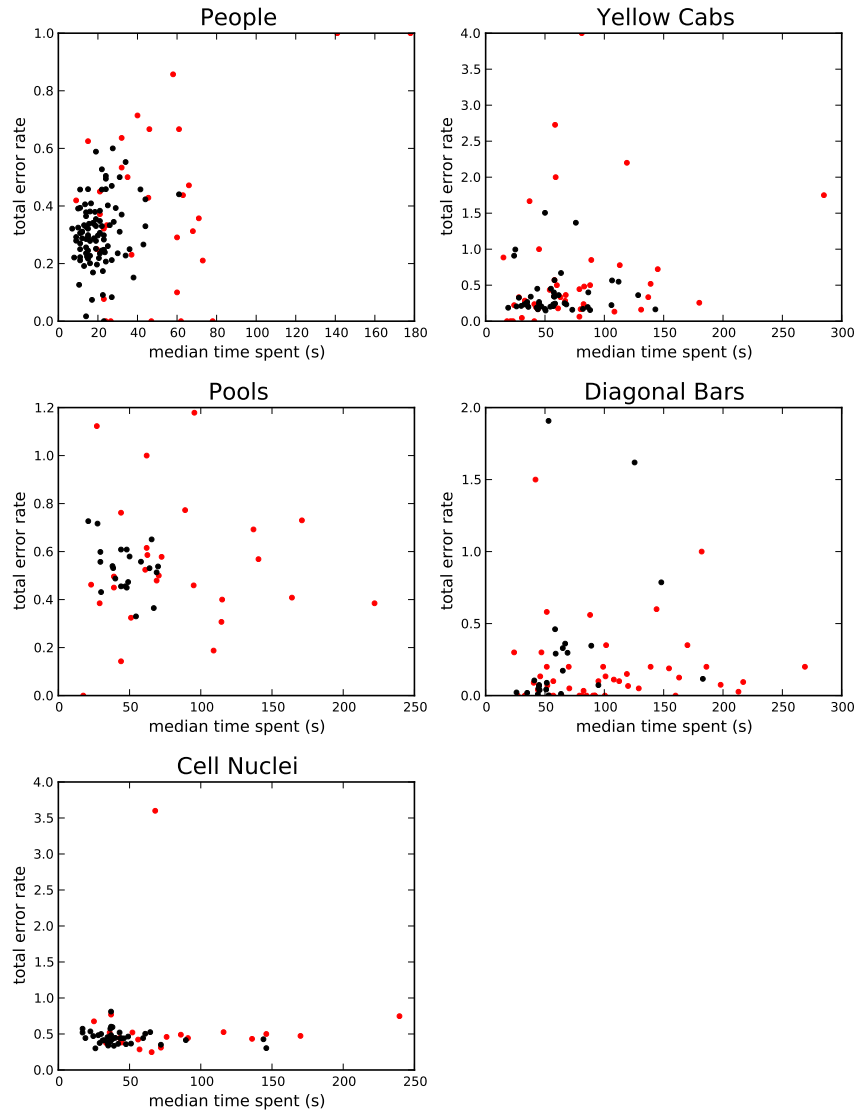 People
1.0
0.8
0.6
0.4
0.2
0.0
total error rate
0 20 40 60 80 100 120 140 160 180
median time spent (s)
Yellow Cabs
4.0
3.5
3.0
2.5
2.0
1.5
1.0
0.5
0.0
total error rate
0 50 100 150 200 250 300
median time spent (s)
Pools
1.2
1.0
0.8
0.6
0.4
0.2
0.0
total error rate
0 50 100 150 200 250
median time spent (s)
Diagonal Bars
2.0
1.5
1.0
0.5
0.0
total error rate
0 50 100 150 200 250 300
median time spent (s)
Cell Nuclei
4.0
3.5
3.0
2.5
2.0
1.5
1.0
0.5
0.0
total error rate
0 50 100 150 200 250
median time spent (s)